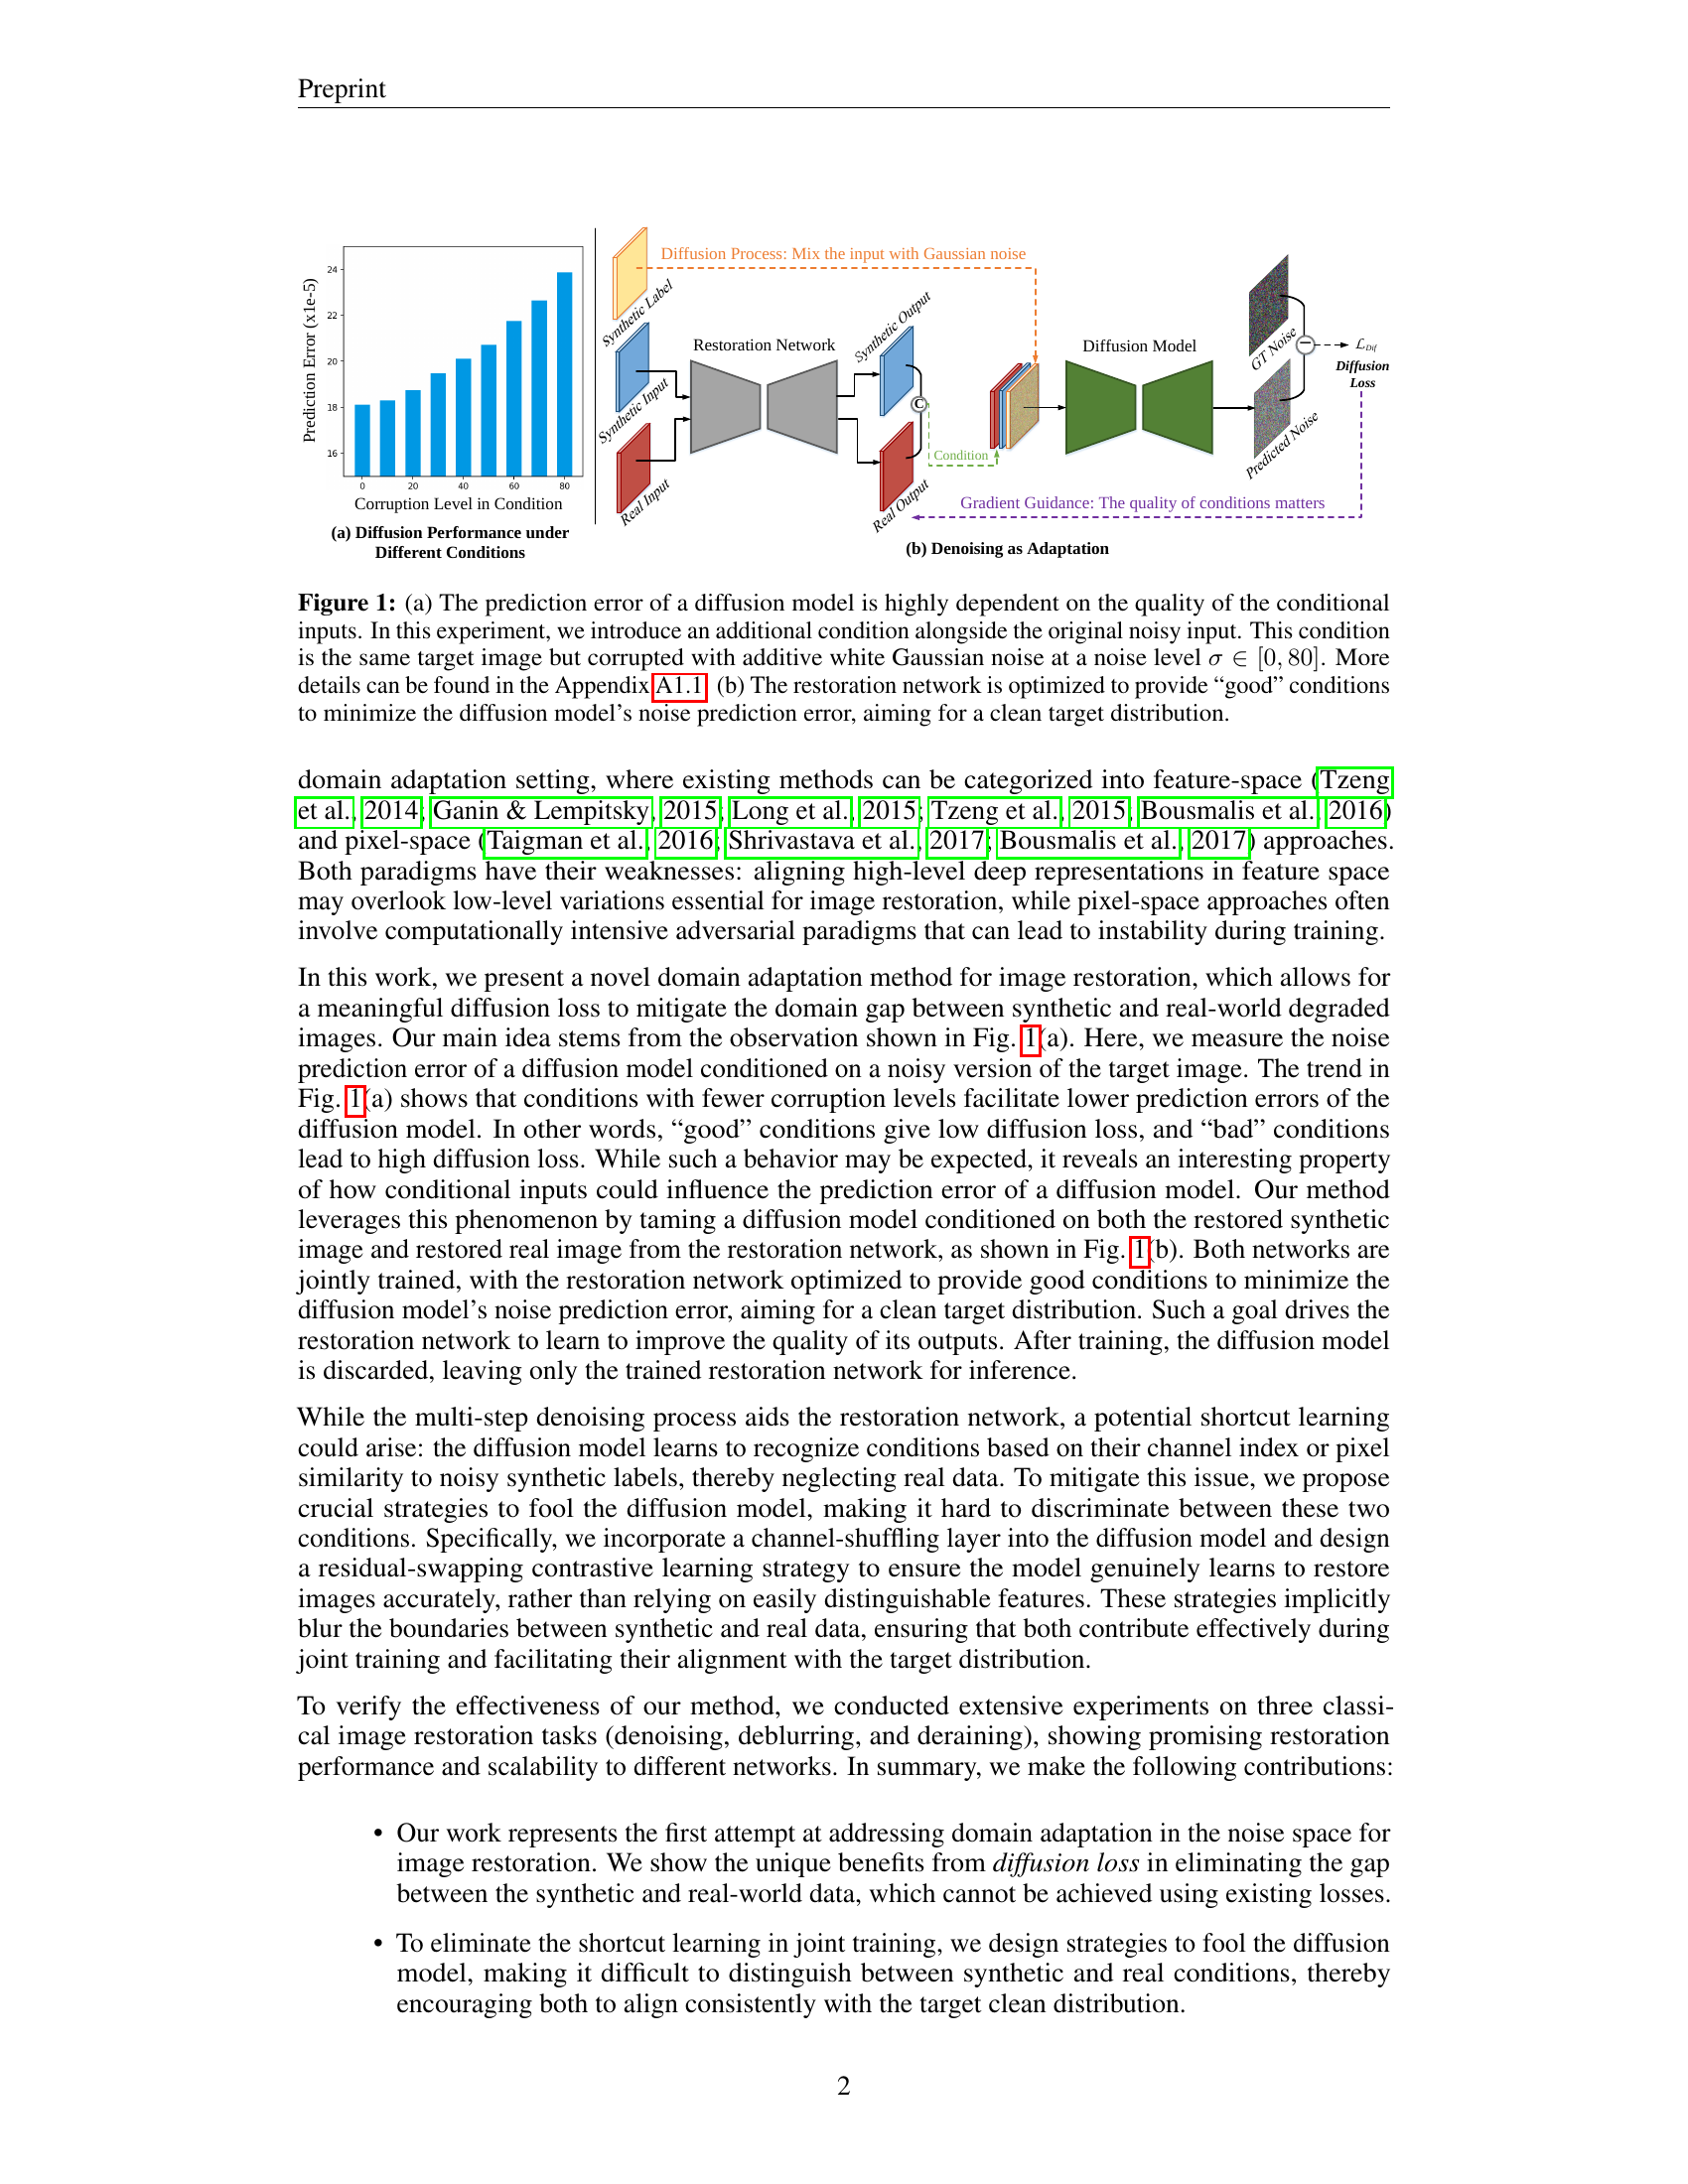 Preprint
24
22
20
18
16
Prediction Error (x1e-5)
0 20 40 60 80
Corruption Level in Condition
(a) Diffusion Performance under
Different Conditions
Diffusion Process: Mix the input with Gaussian noise
Synthetic Label
Synthetic Input
Real Input
Restoration Network
Synthetic Output
Real Output
C
Condition
Diffusion Model
GT Noise
Predicted Noise
ℒDif
Diffusion
Loss
Gradient Guidance: The quality of conditions matters
(b) Denoising as Adaptation
Figure 1: (a) The prediction error of a diffusion model is highly dependent on the quality of the conditional
inputs. In this experiment, we introduce an additional condition alongside the original noisy input. This condition
is the same target image but corrupted with additive white Gaussian noise at a noise level σ ∈ [0, 80]. More
details can be found in the Appendix A1.1. (b) The restoration network is optimized to provide “good” conditions
to minimize the diffusion model’s noise prediction error, aiming for a clean target distribution.
domain adaptation setting, where existing methods can be categorized into feature-space (Tzeng
et al., 2014; Ganin & Lempitsky, 2015; Long et al., 2015; Tzeng et al., 2015; Bousmalis et al., 2016)
and pixel-space (Taigman et al., 2016; Shrivastava et al., 2017; Bousmalis et al., 2017) approaches.
Both paradigms have their weaknesses: aligning high-level deep representations in feature space
may overlook low-level variations essential for image restoration, while pixel-space approaches often
involve computationally intensive adversarial paradigms that can lead to instability during training.
In this work, we present a novel domain adaptation method for image restoration, which allows for
a meaningful diffusion loss to mitigate the domain gap between synthetic and real-world degraded
images. Our main idea stems from the observation shown in Fig. 1(a). Here, we measure the noise
prediction error of a diffusion model conditioned on a noisy version of the target image. The trend in
Fig. 1(a) shows that conditions with fewer corruption levels facilitate lower prediction errors of the
diffusion model. In other words, “good” conditions give low diffusion loss, and “bad” conditions
lead to high diffusion loss. While such a behavior may be expected, it reveals an interesting property
of how conditional inputs could influence the prediction error of a diffusion model. Our method
leverages this phenomenon by taming a diffusion model conditioned on both the restored synthetic
image and restored real image from the restoration network, as shown in Fig. 1(b). Both networks are
jointly trained, with the restoration network optimized to provide good conditions to minimize the
diffusion model’s noise prediction error, aiming for a clean target distribution. Such a goal drives the
restoration network to learn to improve the quality of its outputs. After training, the diffusion model
is discarded, leaving only the trained restoration network for inference.
While the multi-step denoising process aids the restoration network, a potential shortcut learning
could arise: the diffusion model learns to recognize conditions based on their channel index or pixel
similarity to noisy synthetic labels, thereby neglecting real data. To mitigate this issue, we propose
crucial strategies to fool the diffusion model, making it hard to discriminate between these two
conditions. Specifically, we incorporate a channel-shuffling layer into the diffusion model and design
a residual-swapping contrastive learning strategy to ensure the model genuinely learns to restore
images accurately, rather than relying on easily distinguishable features. These strategies implicitly
blur the boundaries between synthetic and real data, ensuring that both contribute effectively during
joint training and facilitating their alignment with the target distribution.
To verify the effectiveness of our method, we conducted extensive experiments on three classi-
cal image restoration tasks (denoising, deblurring, and deraining), showing promising restoration
performance and scalability to different networks. In summary, we make the following contributions:
• Our work represents the first attempt at addressing domain adaptation in the noise space for
image restoration. We show the unique benefits from diffusion loss in eliminating the gap
between the synthetic and real-world data, which cannot be achieved using existing losses.
• To eliminate the shortcut learning in joint training, we design strategies to fool the diffusion
model, making it difficult to distinguish between synthetic and real conditions, thereby
encouraging both to align consistently with the target clean distribution.
2